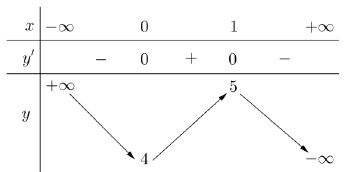 x −∞ 0 1 +∞
y′ − 0 + 0 −
+∞ 5
y
4 −∞